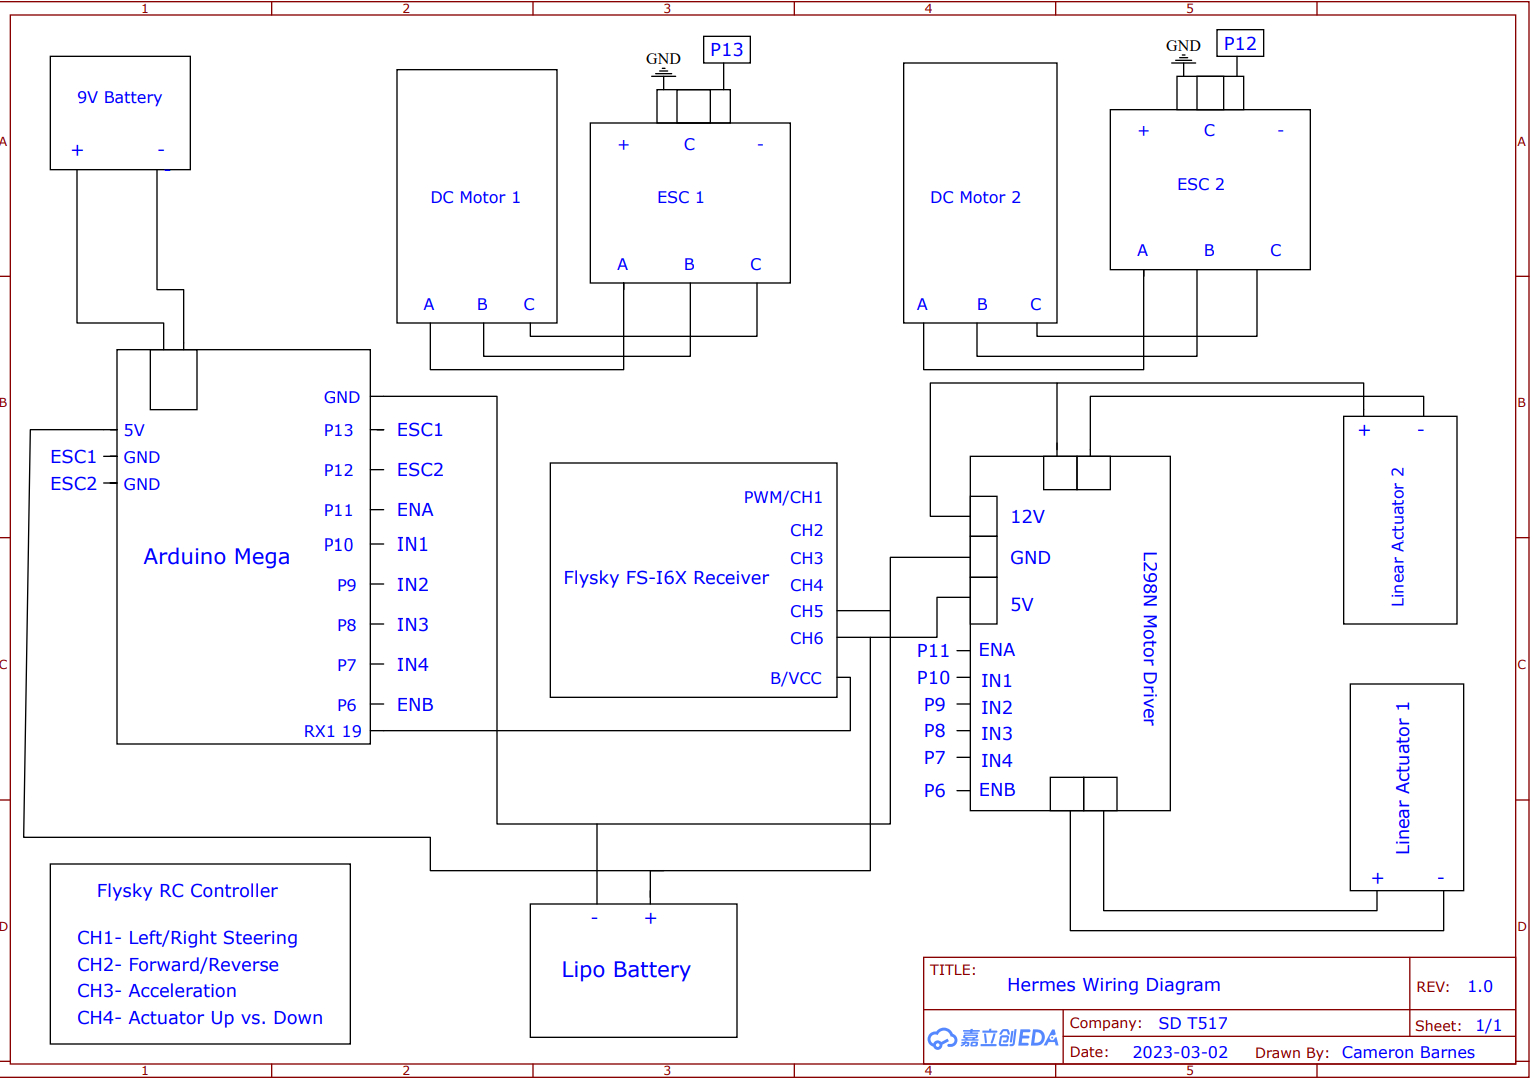 1 2 3 4 5
A A
B B
C C
D D
1 2 3 4 5
9V Battery
+ -
-
DC Motor 1
A B C
GND
P13
+ C -
ESC 1
A B C
DC Motor 2
A B C
GND
P12
+ C -
ESC 2
A B C
Arduino Mega
5V
ESC1 GND
ESC2 GND
GND
P13 ESC1
P12 ESC2
P11 ENA
P10 IN1
P9 IN2
P8 IN3
P7 IN4
P6 ENB
RX1 19
Flysky FS-I6X Receiver
PWM/CH1
CH2
CH3
CH4
CH5
CH6
B/VCC
L298N Motor Driver
12V
GND
5V
P11 ENA
P10 IN1
P9 IN2
P8 IN3
P7 IN4
P6 ENB
+ -
Linear Actuator 2
Linear Actuator 1
+ -
Flysky RC Controller
CH1- Left/Right Steering
CH2- Forward/Reverse
CH3- Acceleration
CH4- Actuator Up vs. Down
- +
Lipo Battery
TITLE:
Hermes Wiring Diagram
REV: 1.0
嘉立创EDA
Company: SD T517
Sheet: 1/1
Date: 2023-03-02 Drawn By: Cameron Barnes